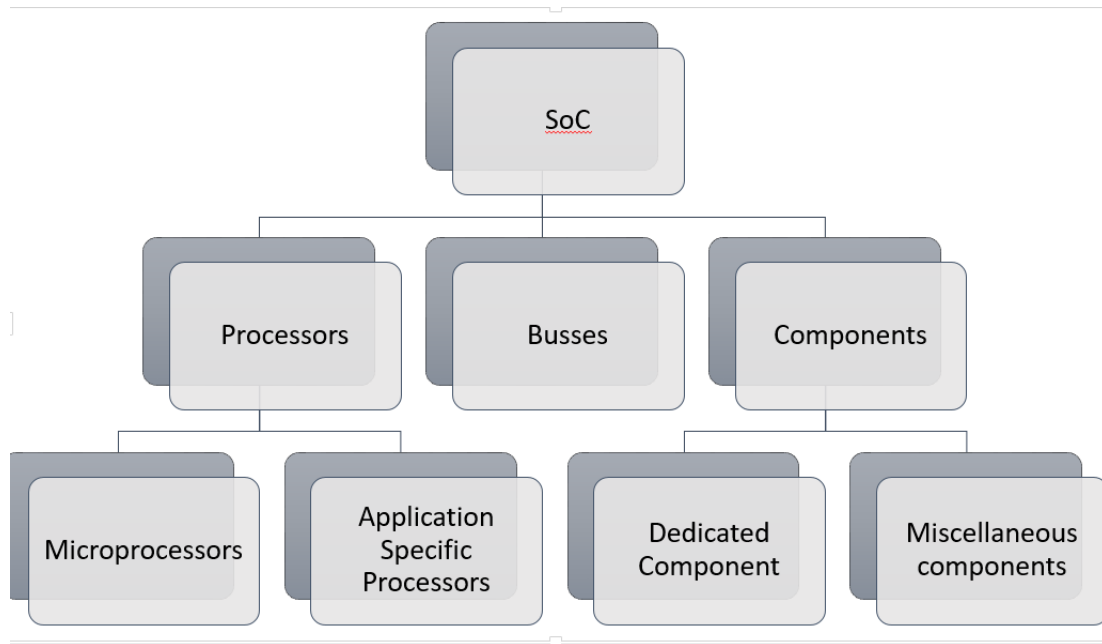 SoC
Processors
Busses
Components
Microprocessors
Application
Specific
Processors
Dedicated
Component
Miscellaneous
components